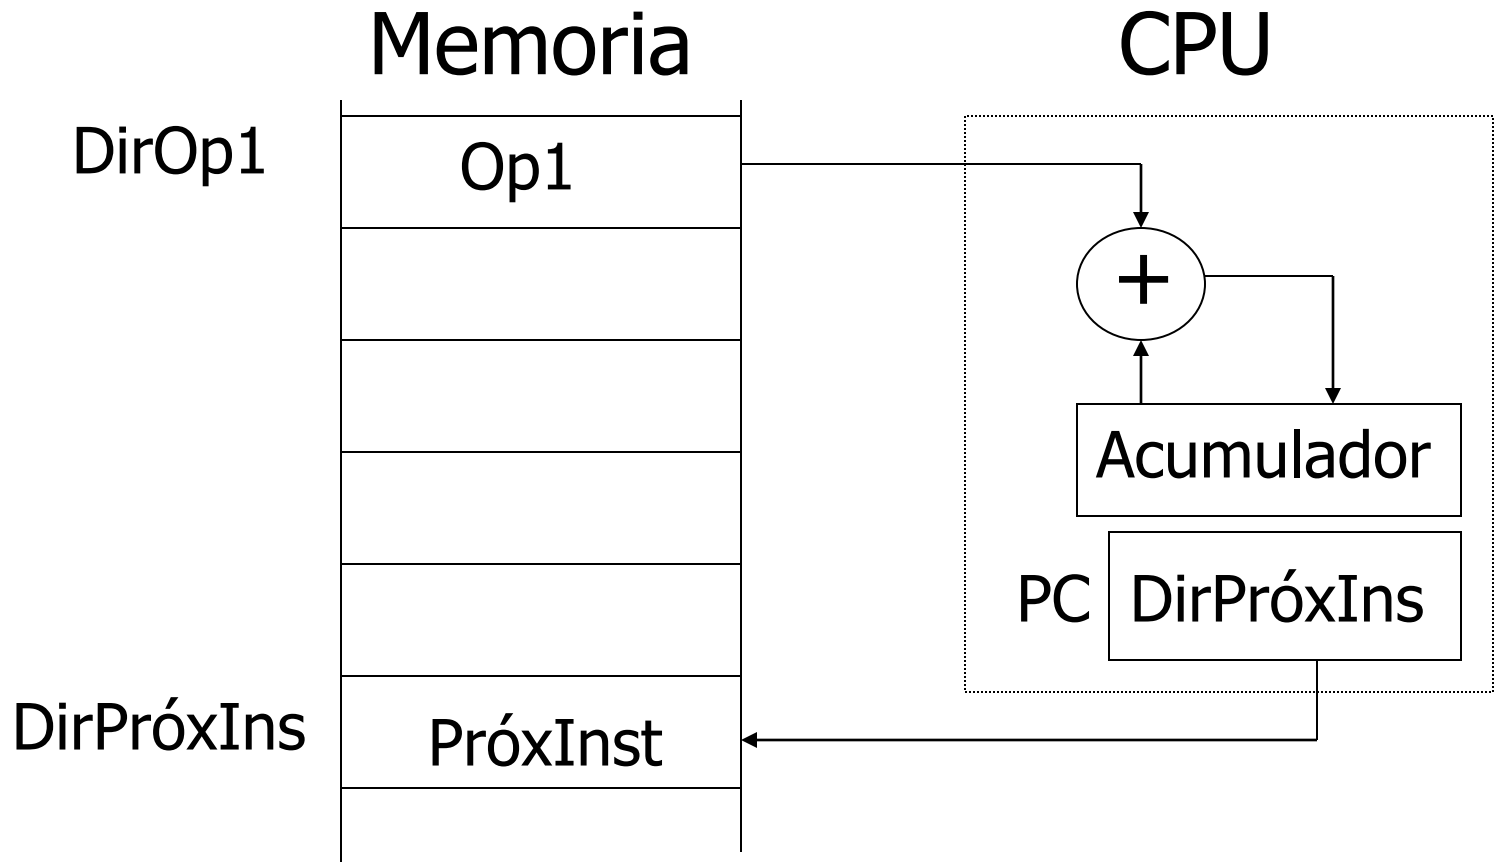 Memoria
CPU
DirOp1
Op1
+
Acumulador
PC
DirPróxIns
DirPróxIns
PróxInst